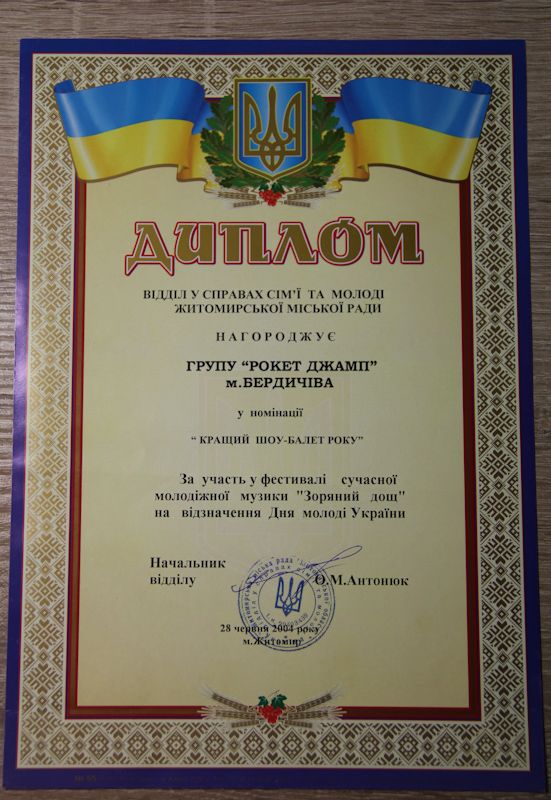 ДИПЛОМ
ВІДДІЛ У СПРАВАХ СІМ'Ї ТА МОЛОДІ
ЖИТОМИРСЬКОЇ МІСЬКОЇ РАДИ
НАГОРОДЖУЄ
ГРУПУ “РОКЕТ ДЖАМП”
м.БЕРДИЧІВА
у номінації
“ КРАЩИЙ ШОУ-БАЛЕТ РОКУ”
За участь у фестивалі сучасної
молодіжної музики "Зоряний дощ"
на відзначення Дня молоді України
Начальник
відділу О.М.Антонюк
28 червня 2004 року
м.Житомир